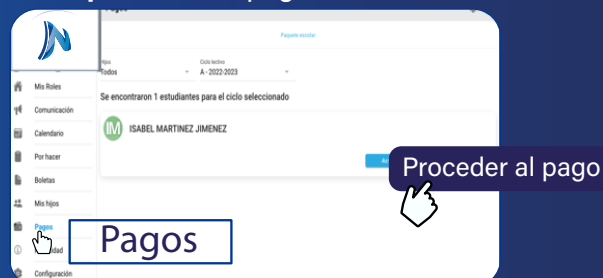 Paquete escolar
Hijos
Todos
Ciclo lectivo
A - 2022-2023
Se encontraron 1 estudiantes para el ciclo seleccionado
IM
ISABEL MARTINEZ JIMENEZ
Proceder al pago
Mis Roles
Comunicación
Calendario
Por hacer
Boletas
Mis hijos
Pagos
Pagos
Configuración